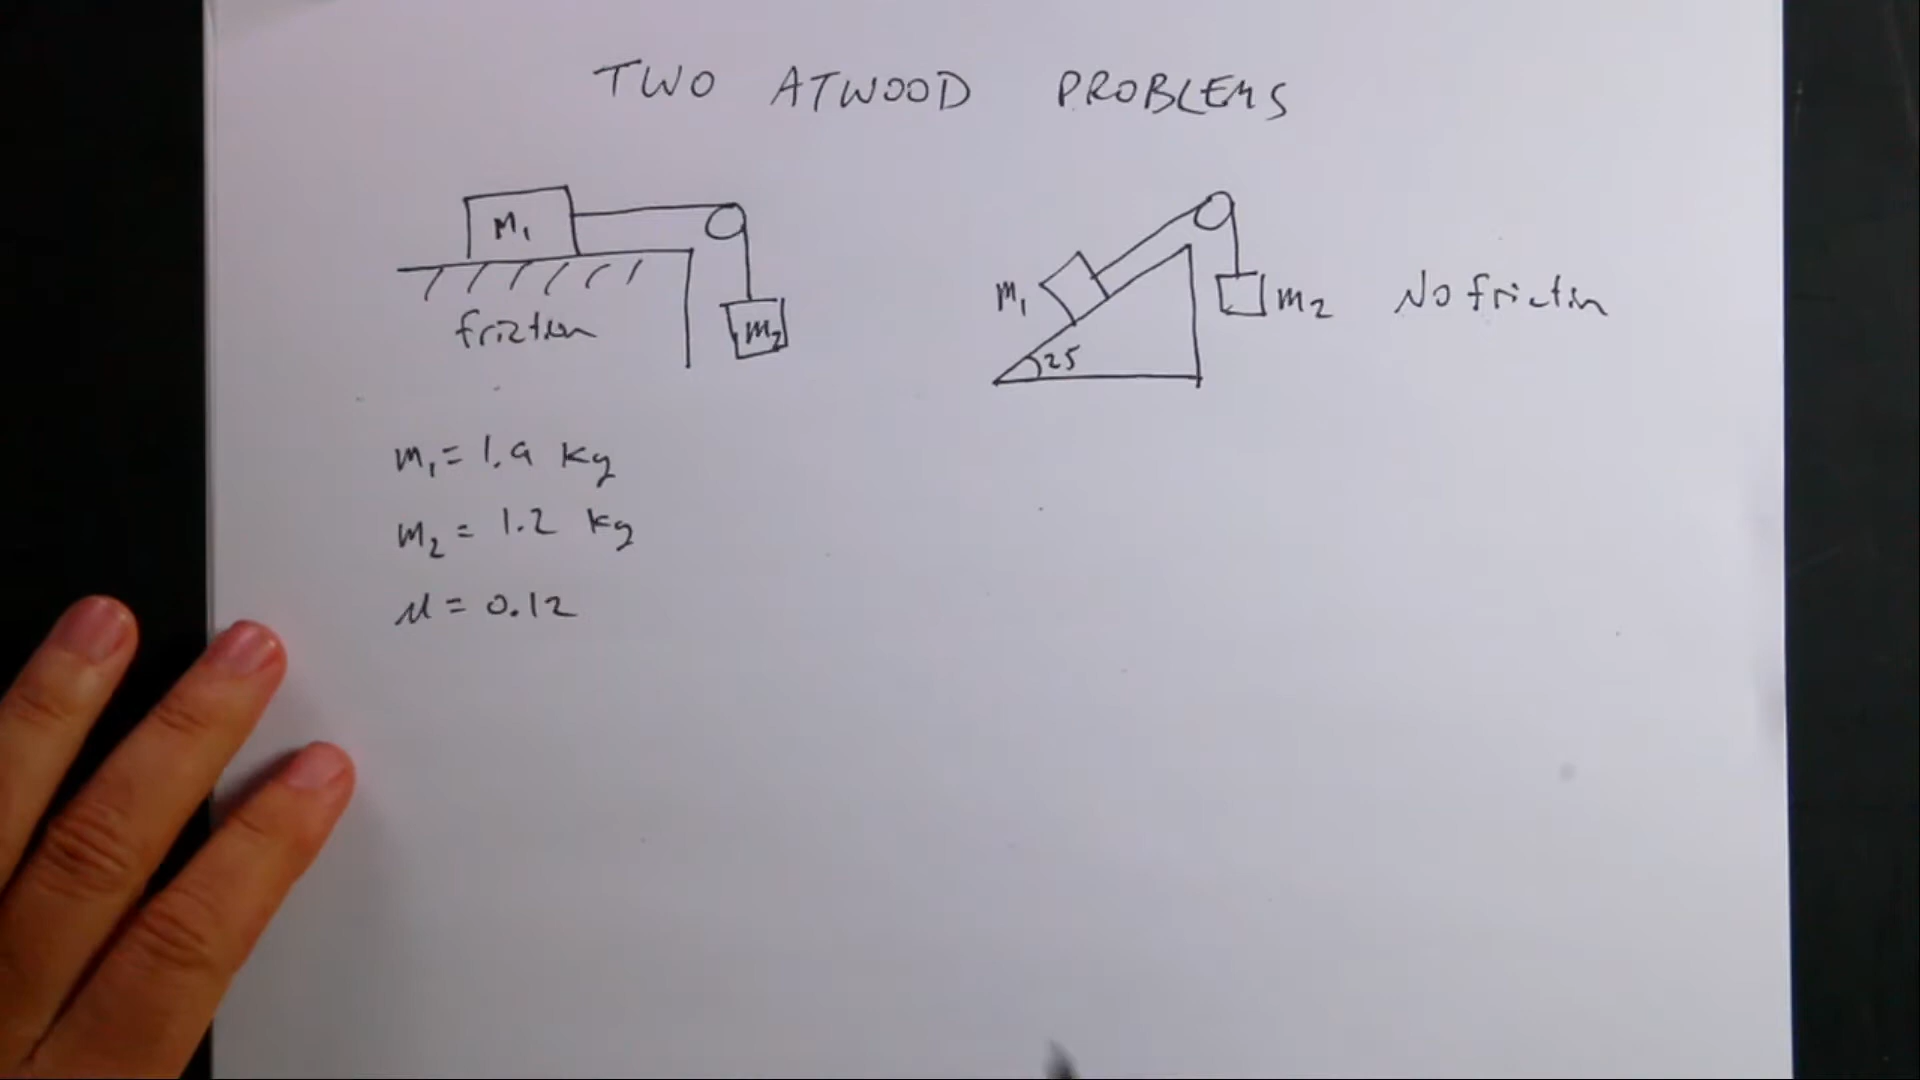 TWO ATWOOD PROBLEMS
M₁
m₂
friction
m₁
m₂
No friction
25
m₁ = 1.9 kg
m₂ = 1.2 kg
μ = 0.12